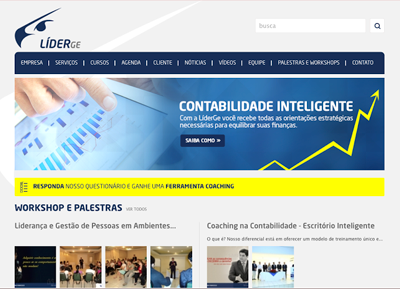 LÍDERGE
busca
EMPRESA | SERVIÇOS | CURSOS | AGENDA | CLIENTE | NÓTICIAS | VÍDEOS | EQUIPE | PALESTRAS E WORKSHOPS | CONTATO
CONTABILIDADE INTELIGENTE
Com a LíderGe você recebe todas as orientações estratégicas
necessárias para equilibrar suas finanças.
SAIBA COMO »
RESPONDA NOSSO QUESTIONÁRIO E GANHE UMA FERRAMENTA COACHING
WORKSHOP E PALESTRAS VER TODOS
Liderança e Gestão de Pessoas em Ambientes...
Coaching na Contabilidade - Escritório Inteligente
O que é? Nosso diferencial está em oferecer um modelo de treinamento único e...